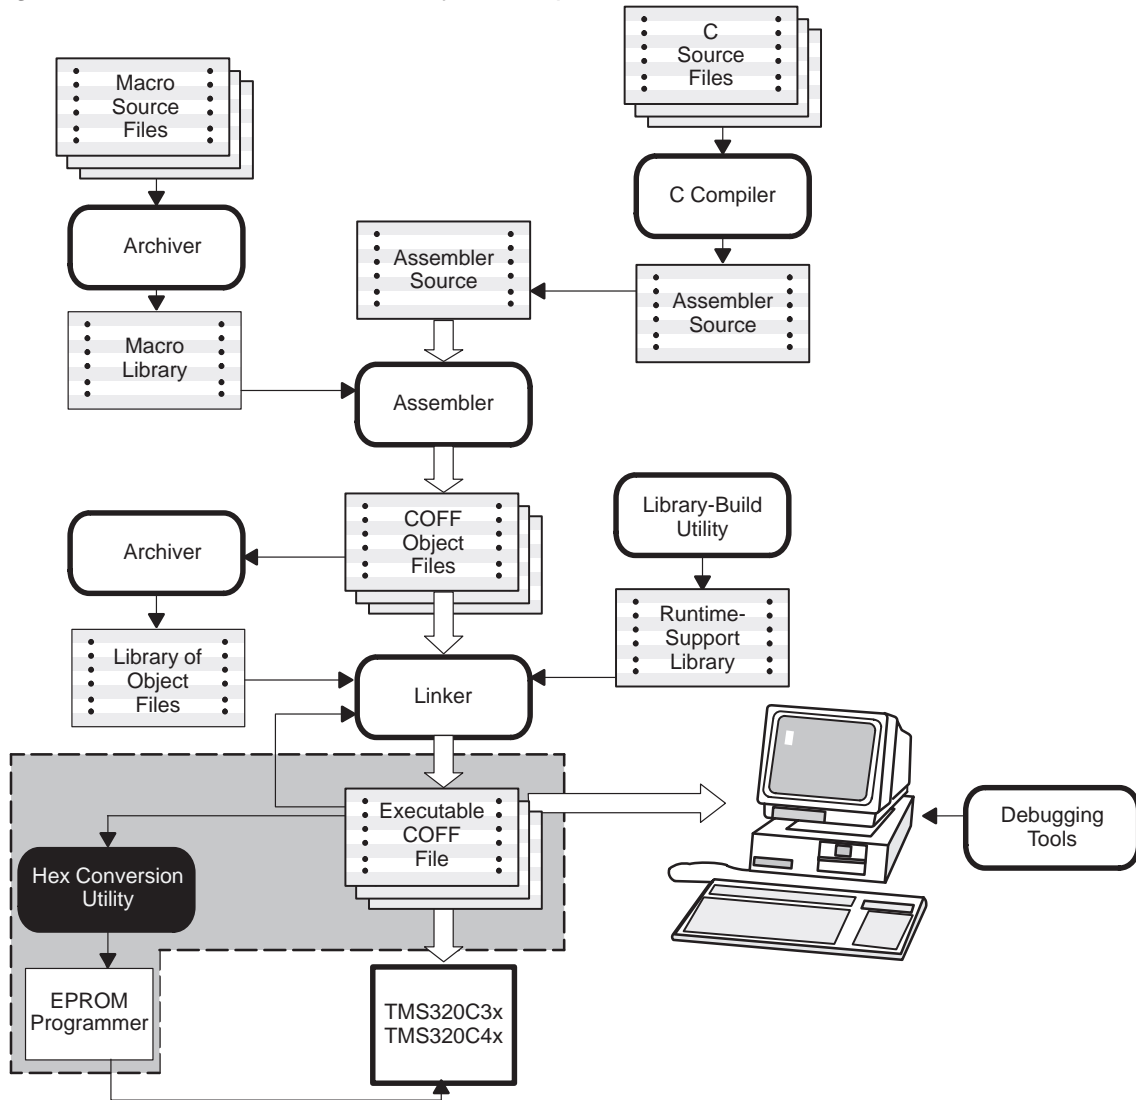 C
Source
Files
Macro
Source
Files
C Compiler
Archiver
Assembler
Source
Assembler
Source
Macro
Library
Assembler
Library-Build
Utility
COFF
Object
Files
Archiver
Runtime-
Support
Library
Library of
Object
Files
Linker
Executable
COFF
File
Debugging
Tools
Hex Conversion
Utility
EPROM
Programmer
TMS320C3x
TMS320C4x